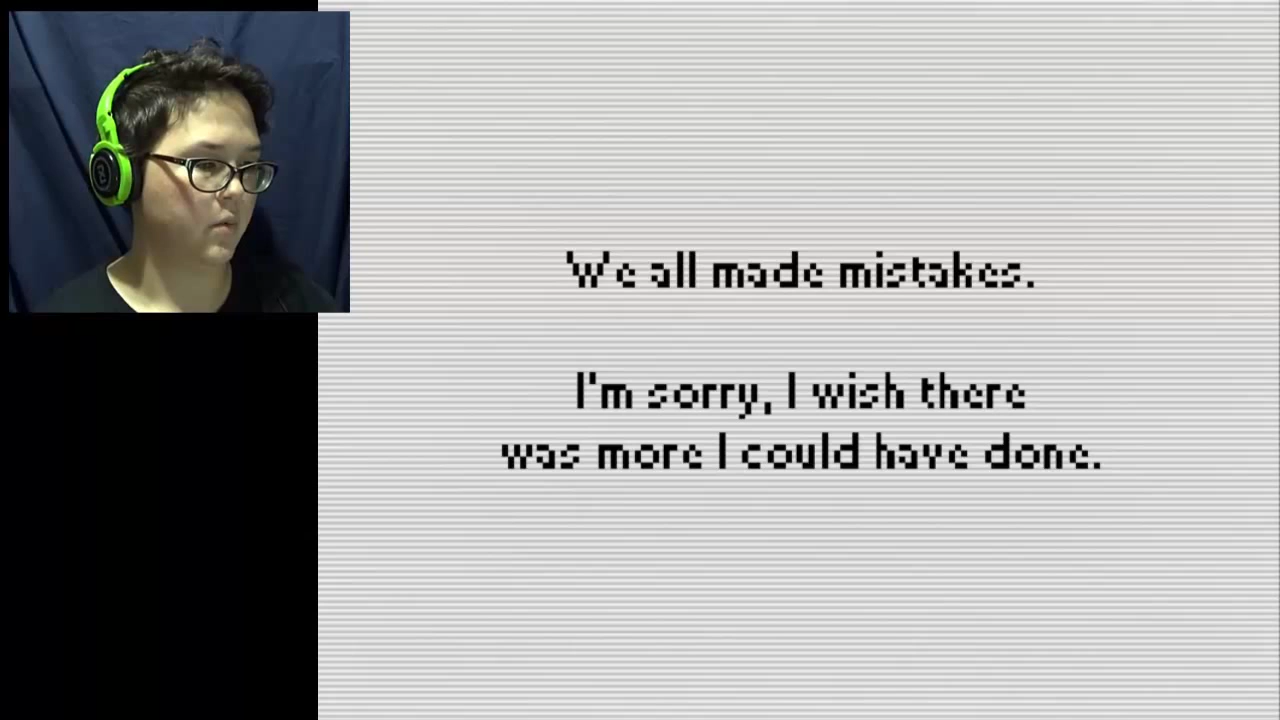 We all made mistakes.
I'm sorry, I wish there
was more I could have done.